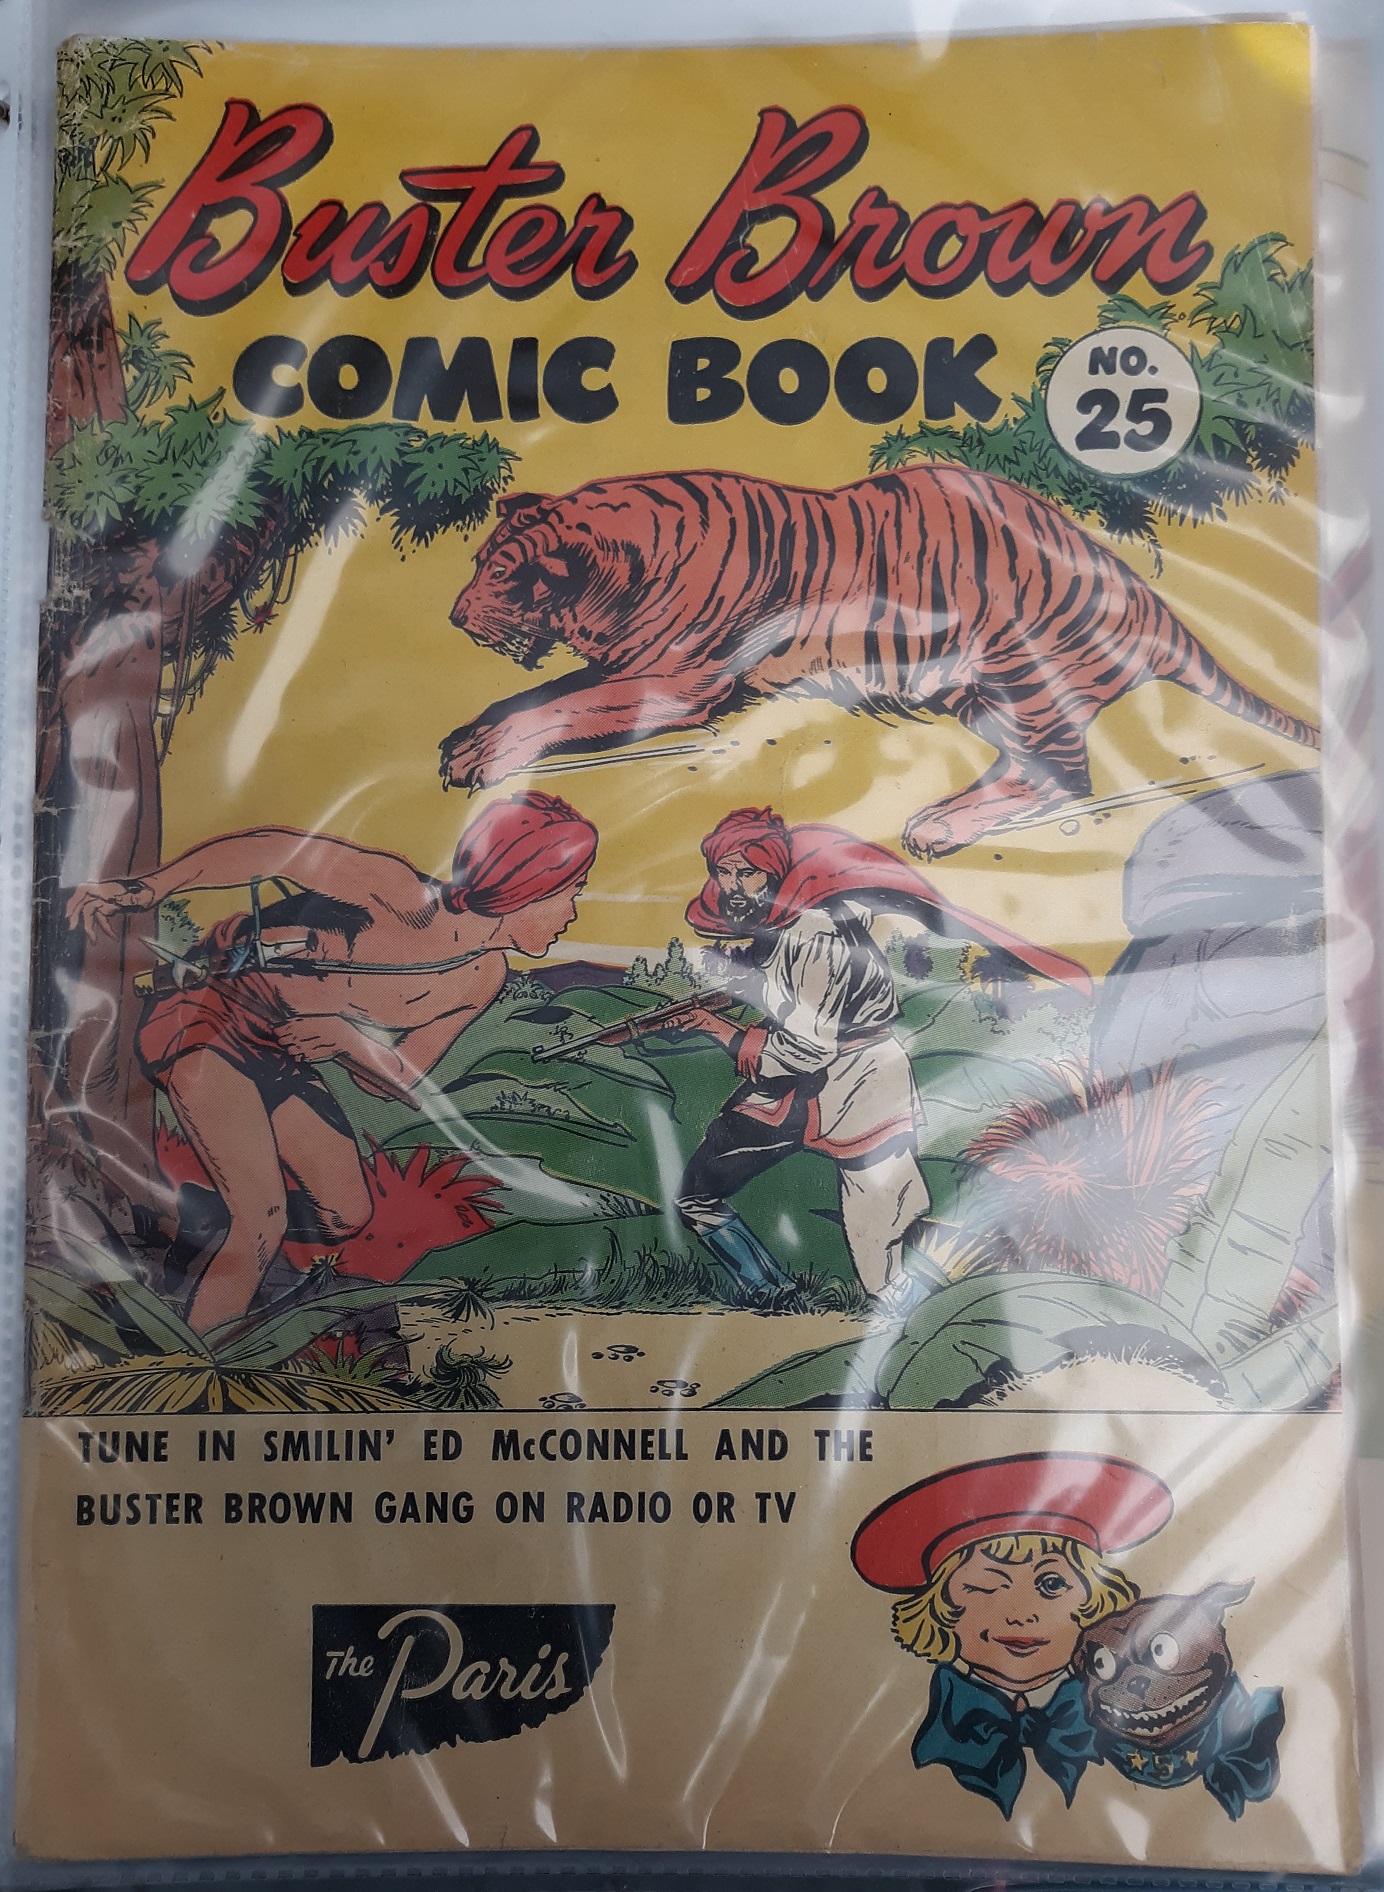 Buster Brown
COMIC BOOK
NO.
25
TUNE IN SMILIN' ED McCONNELL AND THE
BUSTER BROWN GANG ON RADIO OR TV
The Paris
5